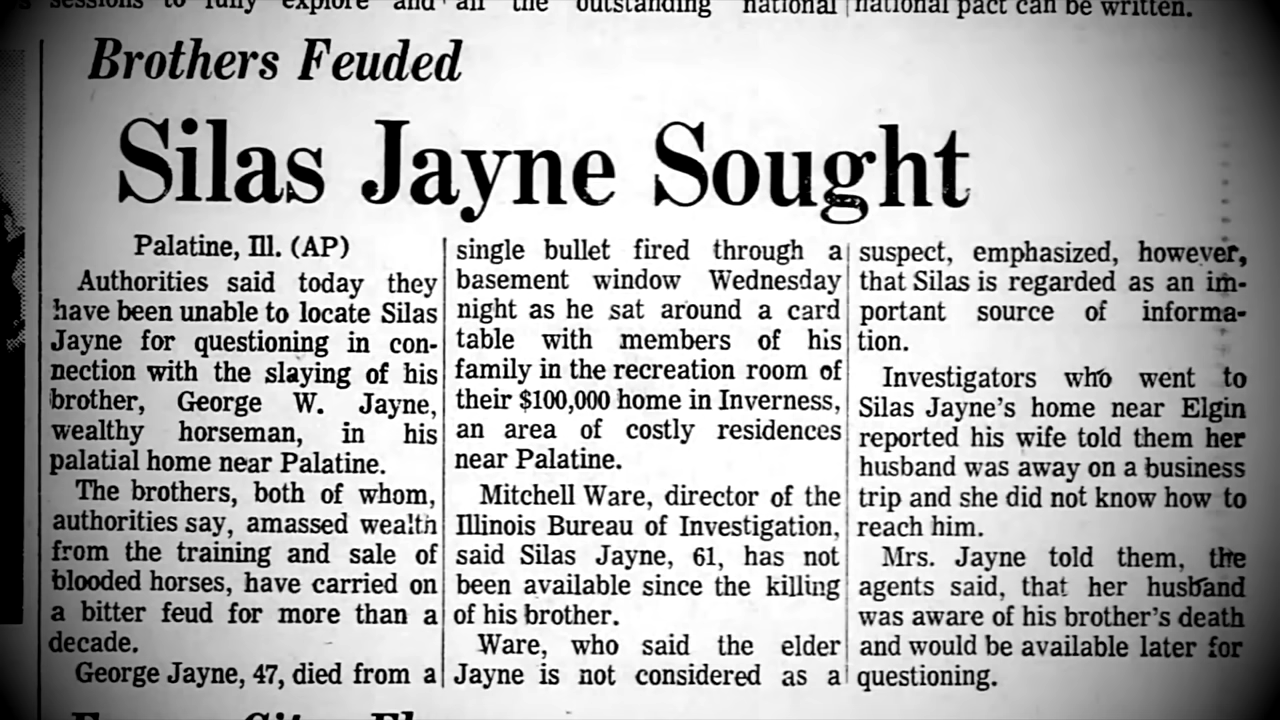 sessions to fully explore and all the outstanding national
national pact can be written.
Brothers Feuded
Silas Jayne Sought
Palatine, Ill. (AP)
Authorities said today they
have been unable to locate Silas
Jayne for questioning in con-
nection with the slaying of his
brother, George W. Jayne,
wealthy horseman, in his
palatial home near Palatine.
The brothers, both of whom,
authorities say, amassed wealth
from the training and sale of
blooded horses, have carried on
a bitter feud for more than a
decade.
George Jayne, 47, died from a
single bullet fired through a
basement window Wednesday
night as he sat around a card
table with members of his
family in the recreation room of
their $100,000 home in Inverness,
an area of costly residences
near Palatine.
Mitchell Ware, director of the
Illinois Bureau of Investigation,
said Silas Jayne, 61, has not
been available since the killing
of his brother.
Ware, who said the elder
Jayne is not considered as a
suspect, emphasized, however,
that Silas is regarded as an im-
portant source of informa-
tion.
Investigators who went to
Silas Jayne's home near Elgin
reported his wife told them her
husband was away on a business
trip and she did not know how to
reach him.
Mrs. Jayne told them, the
agents said, that her husband
was aware of his brother's death
and would be available later for
questioning.